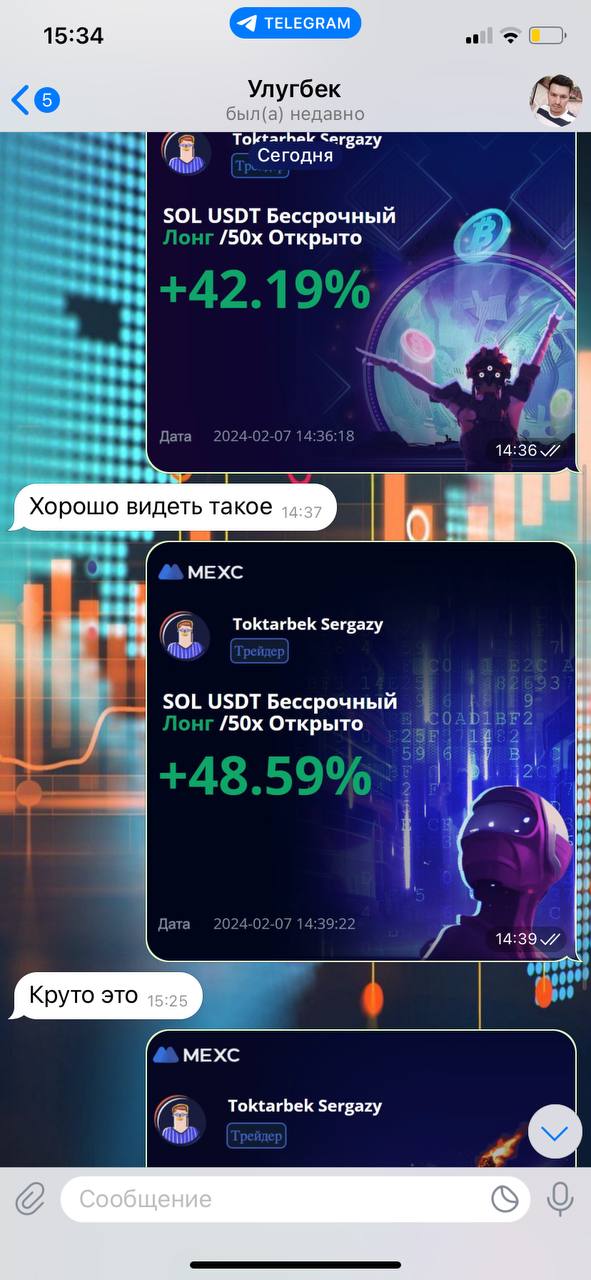 15:34
TELEGRAM
5
Улугбек
был(а) недавно
Toktarbek Sergazy
Сегодня
SOL USDT Бессрочный
Лонг /50x Открыто
+42.19%
Дата 2024-02-07 14:36:18
14:36
Хорошо видеть такое 14:37
MEXC
Toktarbek Sergazy
Трейдер
SOL USDT Бессрочный
Лонг /50x Открыто
+48.59%
Дата 2024-02-07 14:39:22
14:39
Круто это 15:25
MEXC
Toktarbek Sergazy
Трейдер
Сообщение